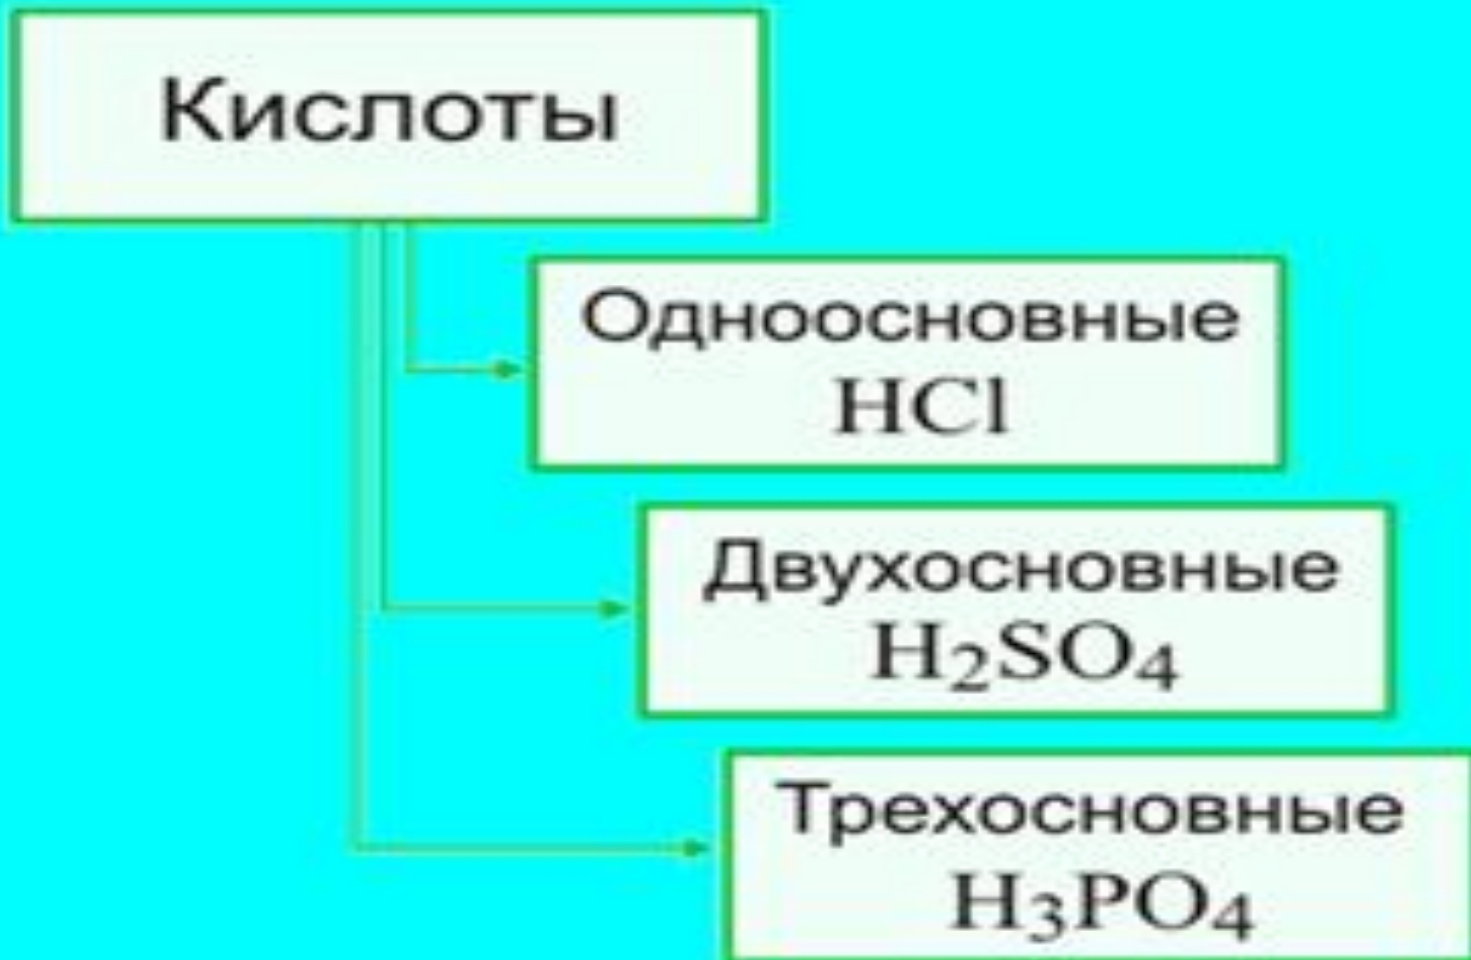 Кислоты
Одноосновные
HCl
Двухосновные
H₂SO₄
Трехосновные
H₃PO₄